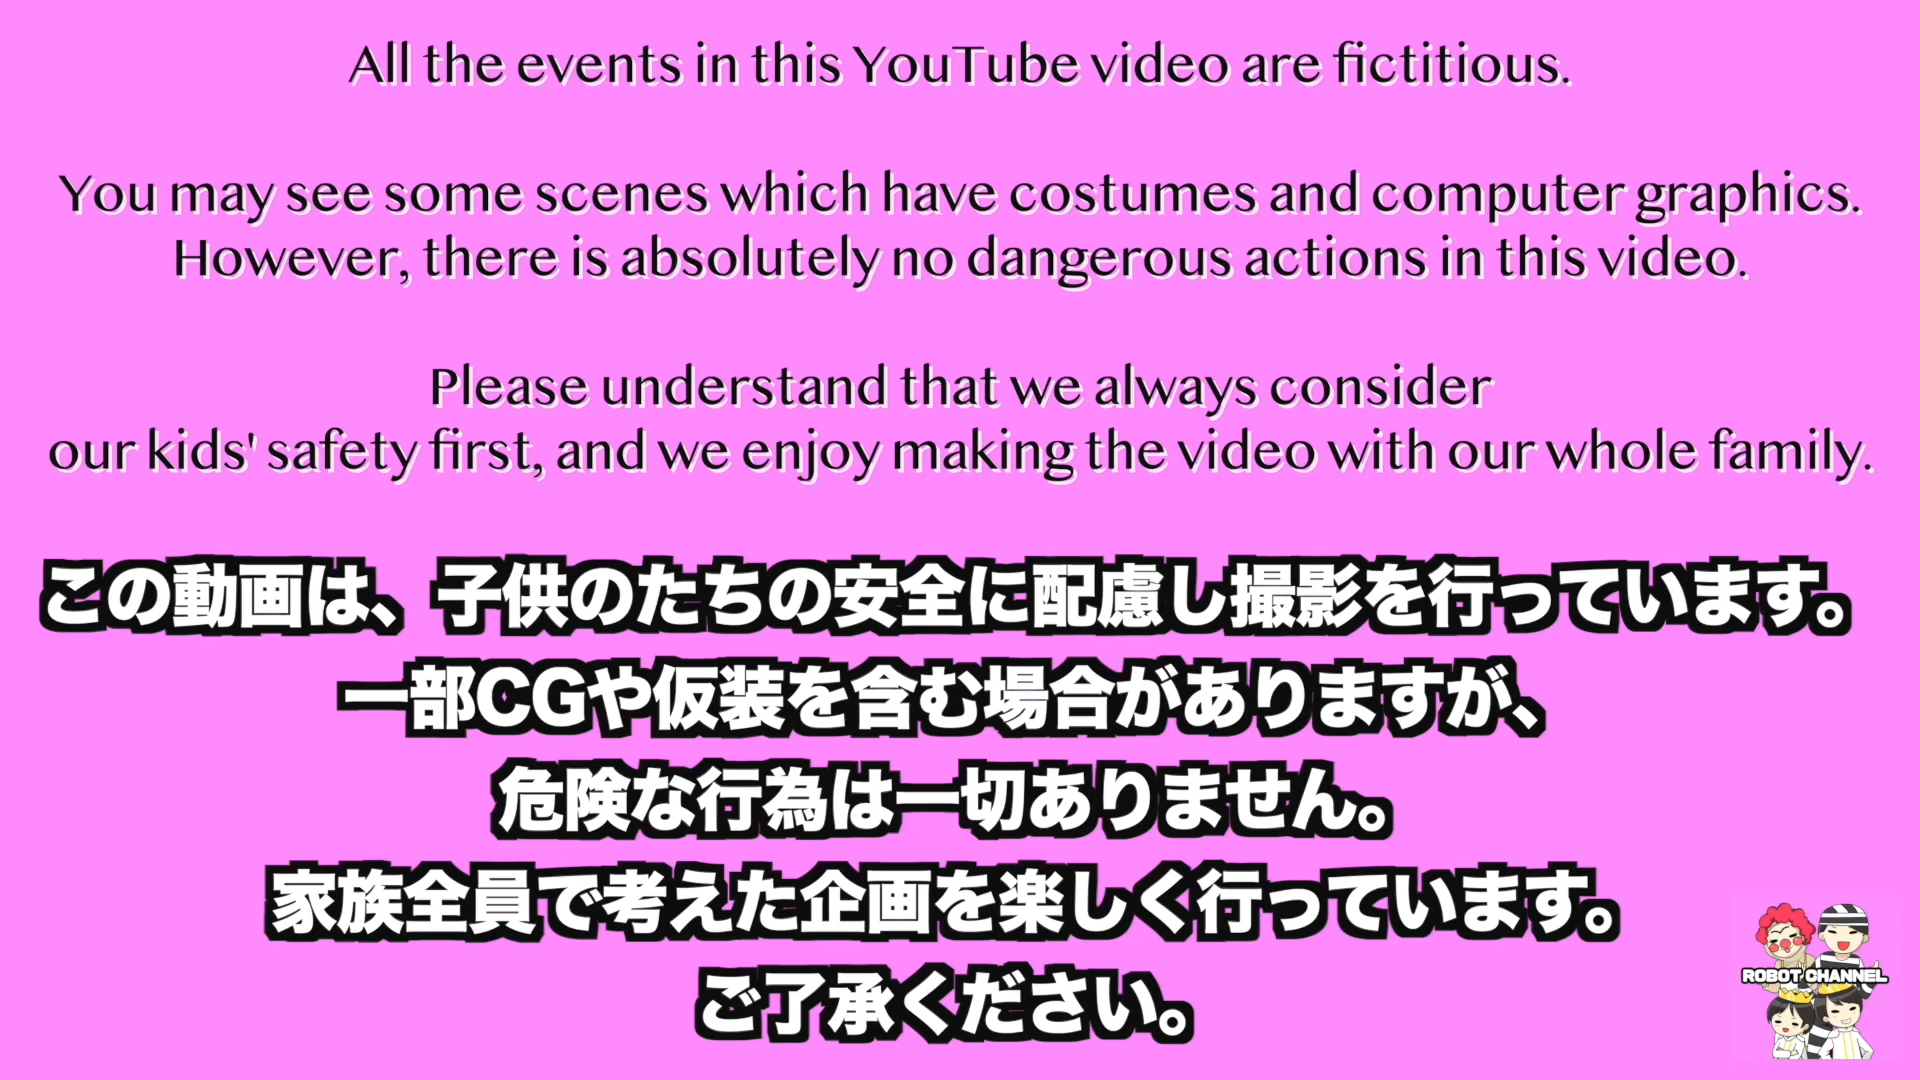 All the events in this YouTube video are fictitious.
You may see some scenes which have costumes and computer graphics.
However, there is absolutely no dangerous actions in this video.
Please understand that we always consider
our kids' safety first, and we enjoy making the video with our whole family.
この動画は、子供のたちの安全に配慮し撮影を行っています。
一部CGや仮装を含む場合がありますが、
危険な行為は一切ありません。
家族全員で考えた企画を楽しく行っています。
ご了承ください。
ROBOT CHANNEL